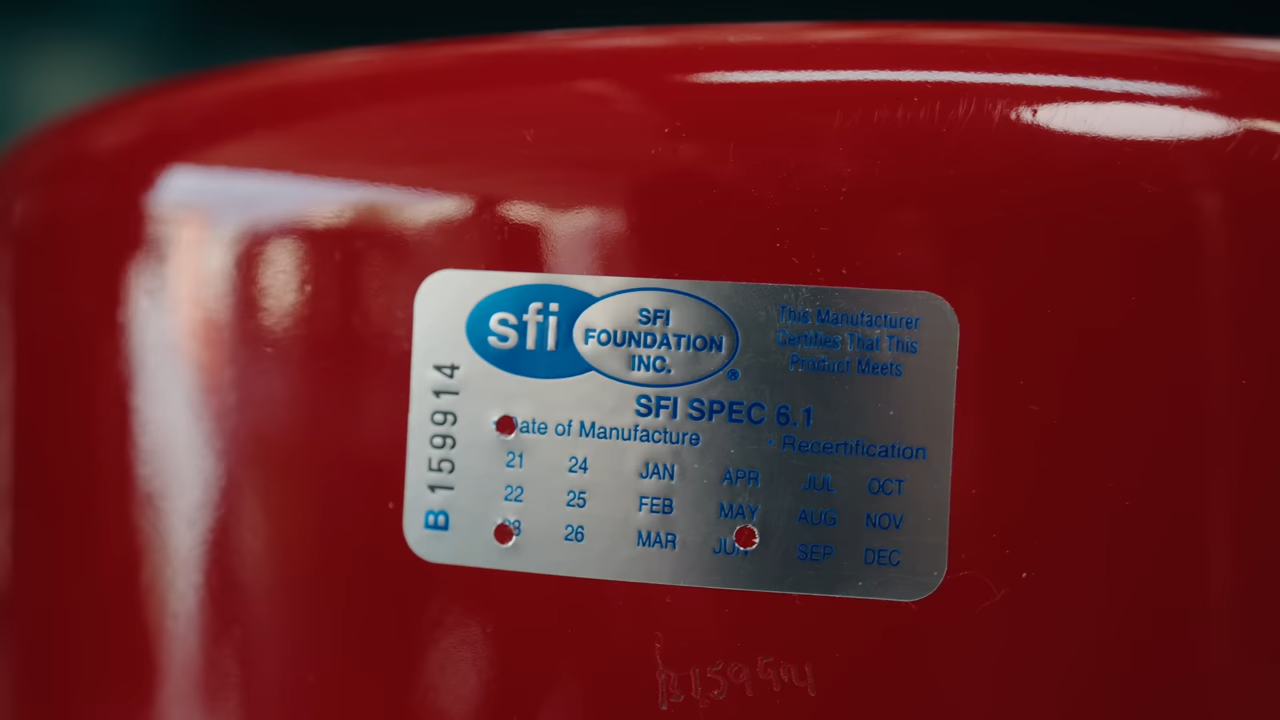 sfi
SFI
FOUNDATION
INC.
®
This Manufacturer
Certifies That This
Product Meets
SFI SPEC 6.1
Date of Manufacture
• Recertification
21 24 JAN APR JUL OCT
22 25 FEB MAY AUG NOV
23 26 MAR JUN SEP DEC
B 159914
B159914